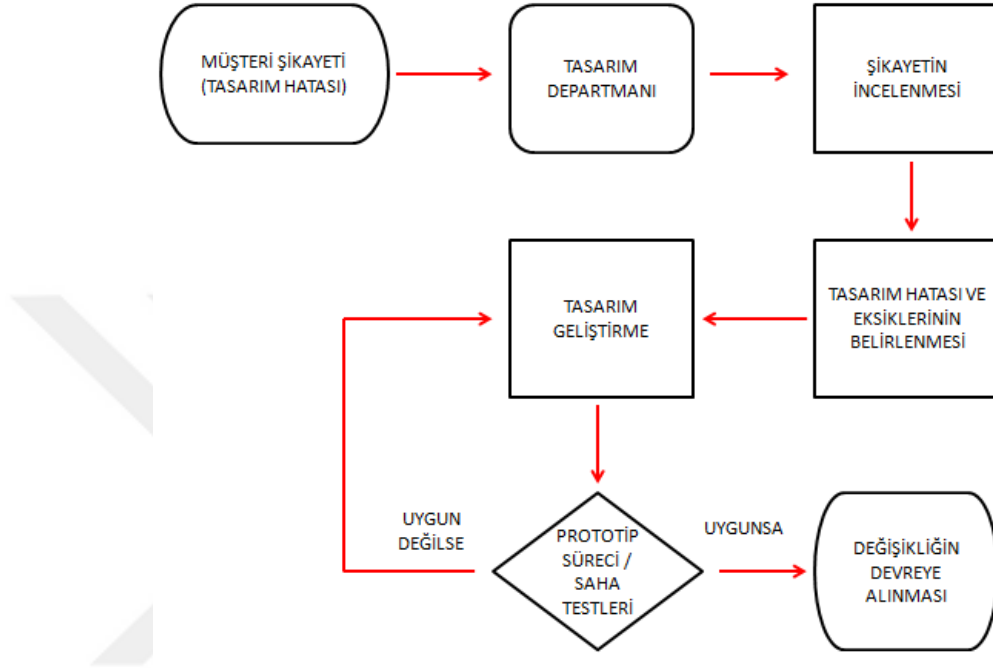 MÜŞTERİ ŞİKAYETİ
(TASARIM HATASI)
TASARIM
DEPARTMANI
ŞİKAYETİN
İNCELENMESİ
TASARIM HATASI VE
EKSİKLERİNİN
BELİRLENMESİ
TASARIM
GELİŞTİRME
PROTOTİP
SÜRECİ /
SAHA
TESTLERİ
UYGUN
DEĞİLSE
UYGUNSA
DEĞİŞİKLİĞİN
DEVREYE
ALINMASI